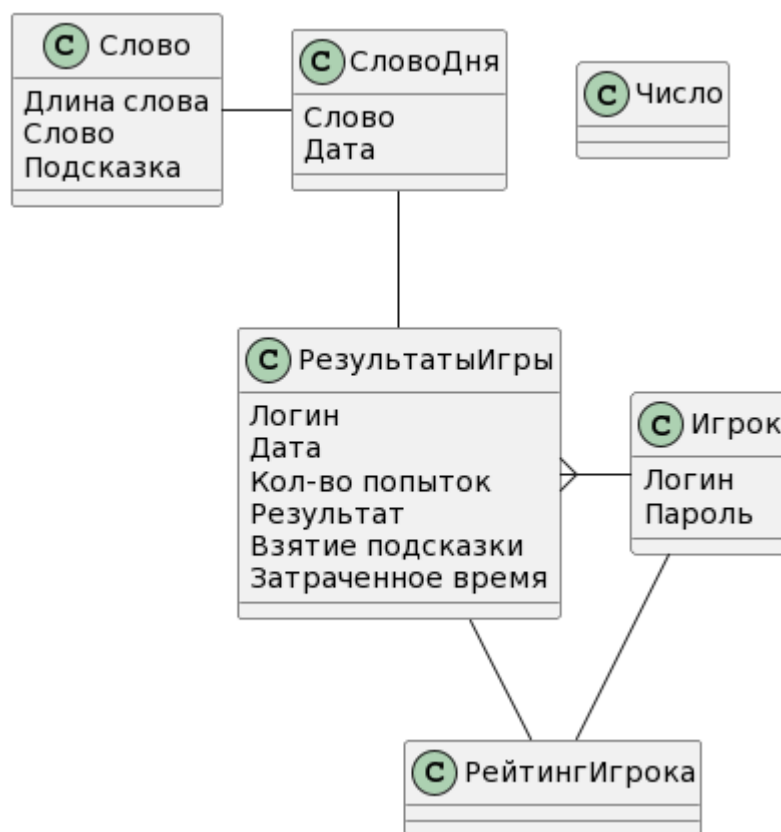 C Слово
Длина слова
Слово
Подсказка
C СловоДня
Слово
Дата
C Число
C РезультатыИгры
Логин
Дата
Кол-во попыток
Результат
Взятие подсказки
Затраченное время
C Игрок
Логин
Пароль
C РейтингИгрока